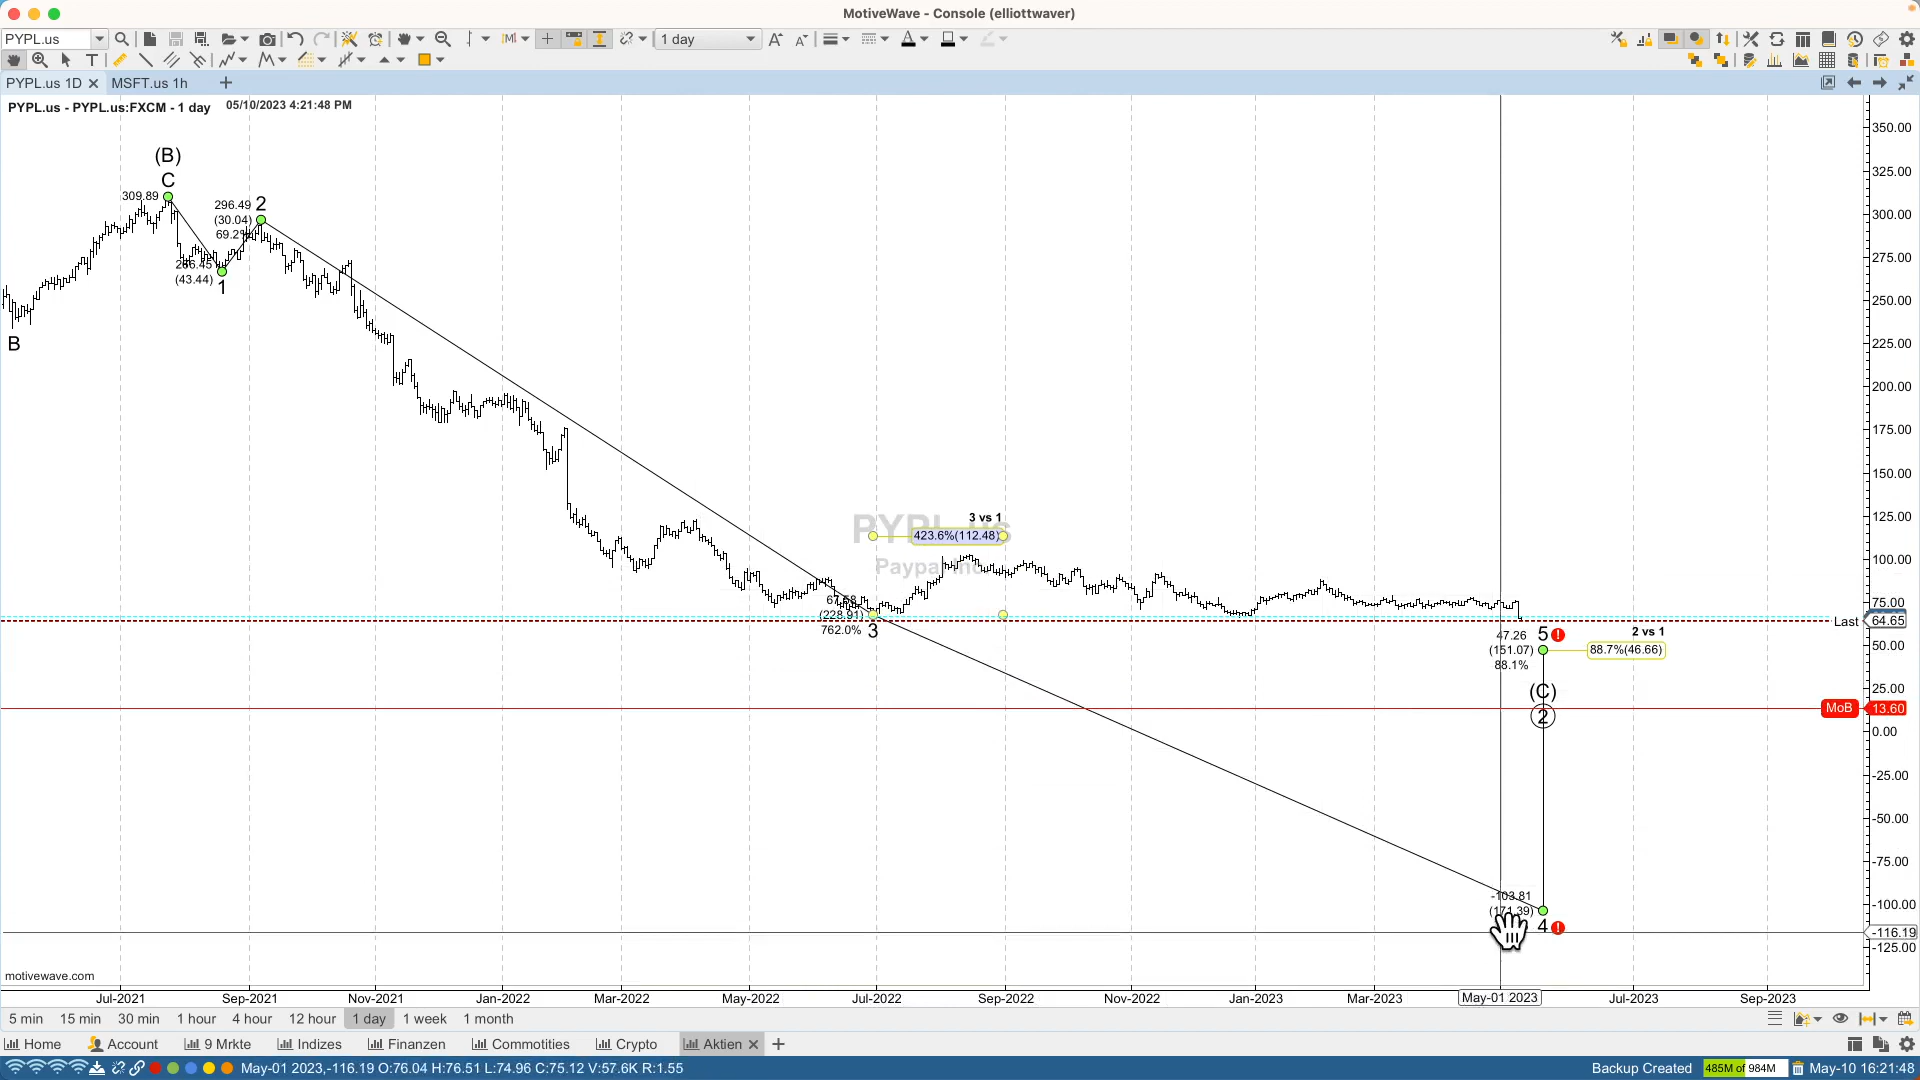 MotiveWave - Console (elliottwaver)
PYPL.us
1 day
PYPL.us 1D
MSFT.us 1h
PYPL.us - PYPL.us:FXCM - 1 day
05/10/2023 4:21:48 PM
350.00
325.00
300.00
275.00
250.00
225.00
200.00
175.00
150.00
125.00
100.00
75.00
50.00
25.00
0.00
-25.00
-50.00
-75.00
-100.00
-125.00
(B)
C
309.89
296.49
(30.04)
69.2%
2
(43.44)
1
B
PYPL.us
3 vs 1
423.6%(112.48)
(228.91)
762.0%
3
Last
64.65
47.26
(151.07)
88.1%
5
2 vs 1
88.7%(46.66)
(C)
2
MoB
13.60
-103.81
(171.39)
4
-116.19
motivewave.com
Jul-2021
Sep-2021
Nov-2021
Jan-2022
Mar-2022
May-2022
Jul-2022
Sep-2022
Nov-2022
Jan-2023
Mar-2023
May-01 2023
Jul-2023
Sep-2023
5 min
15 min
30 min
1 hour
4 hour
12 hour
1 day
1 week
1 month
Home
Account
9 Mrkte
Indizes
Finanzen
Commotities
Crypto
Aktien
May-01 2023,-116.19 O:76.04 H:76.51 L:74.96 C:75.12 V:57.6K R:1.55
Backup Created
485M of 984M
May-10 16:21:48